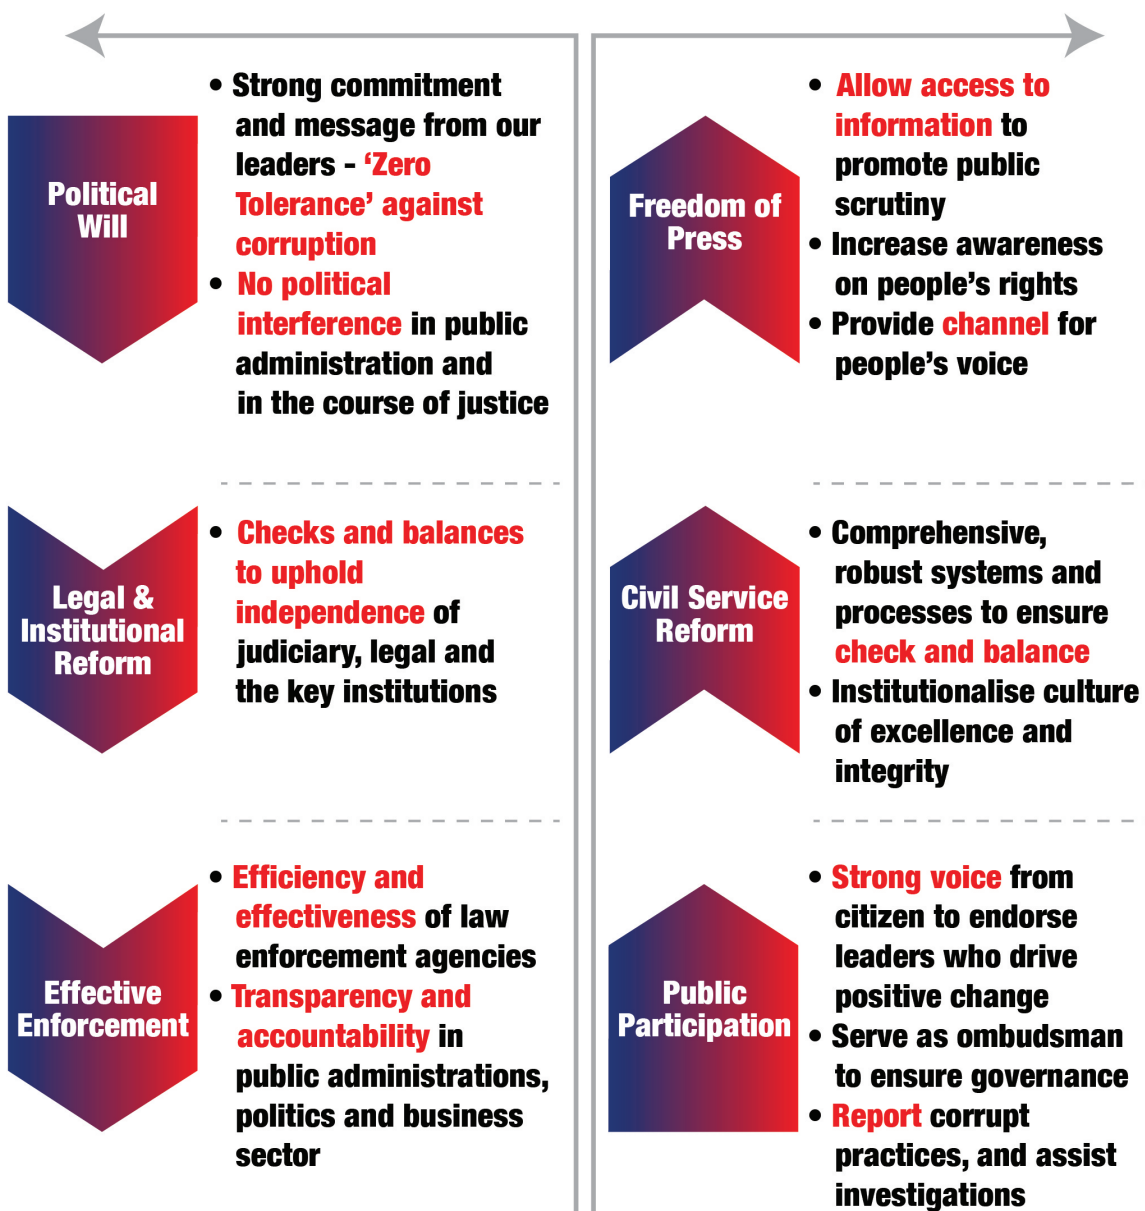 Political
Will
• Strong commitment
and message from our
leaders - ‘Zero
Tolerance’ against
corruption
• No political
interference in public
administration and
in the course of justice
Legal &
Institutional
Reform
• Checks and balances
to uphold
independence of
judiciary, legal and
the key institutions
Effective
Enforcement
• Efficiency and
effectiveness of law
enforcement agencies
• Transparency and
accountability in
public administrations,
politics and business
sector
Freedom of
Press
• Allow access to
information to
promote public
scrutiny
• Increase awareness
on people’s rights
• Provide channel for
people’s voice
Civil Service
Reform
• Comprehensive,
robust systems and
processes to ensure
check and balance
• Institutionalise culture
of excellence and
integrity
Public
Participation
• Strong voice from
citizen to endorse
leaders who drive
positive change
• Serve as ombudsman
to ensure governance
• Report corrupt
practices, and assist
investigations